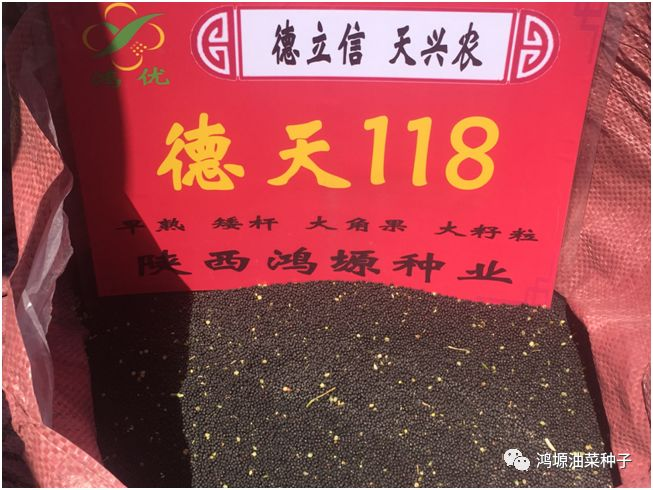 德立信 天兴农
鸿优
德天118
早熟 矮杆 大角果 大籽粒
陕西鸿塬种业
鸿塬油菜种子